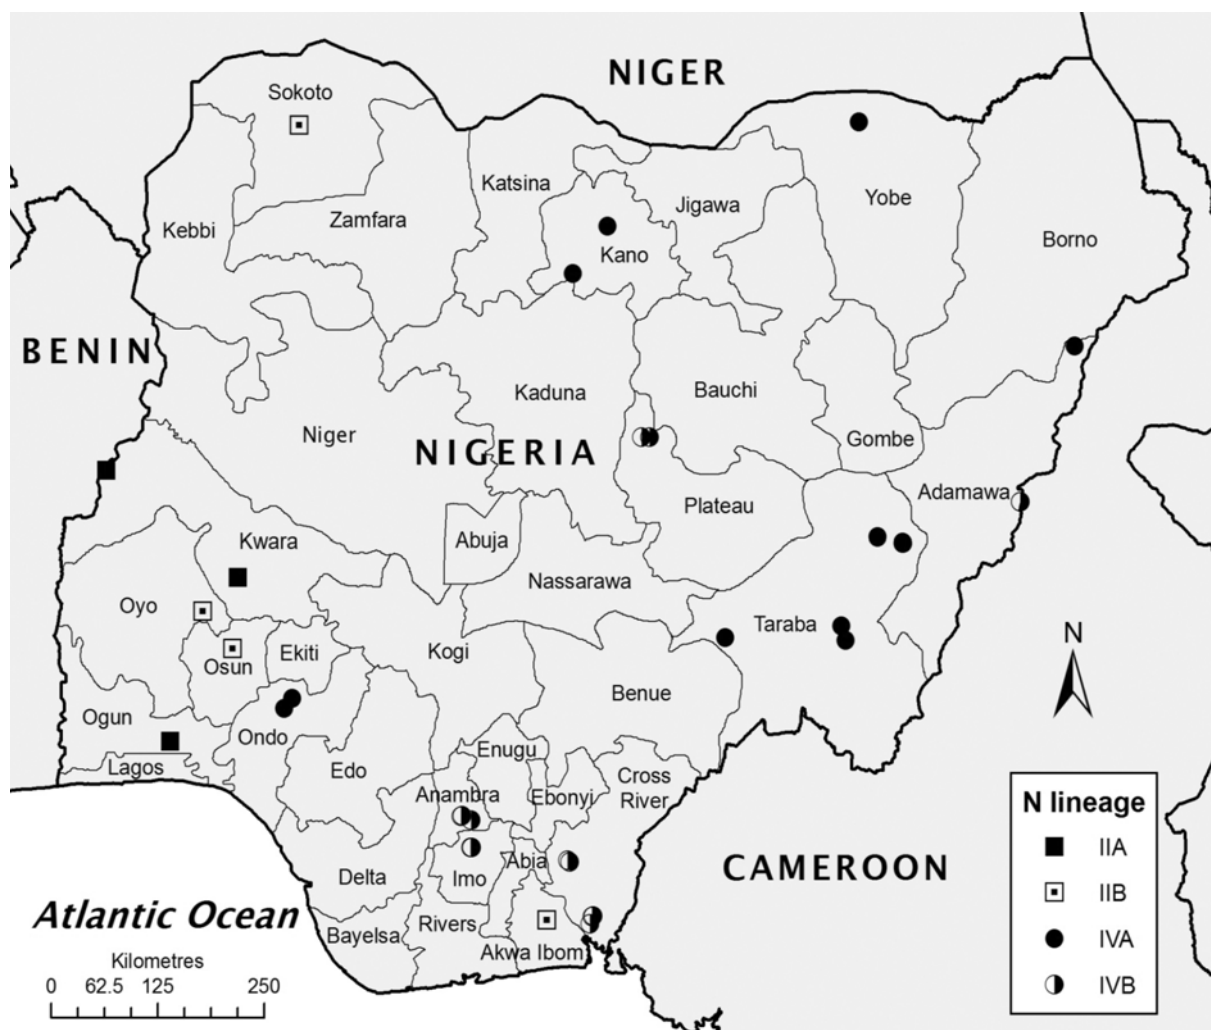 NIGER
Sokoto
Katsina
Jigawa
Yobe
Kebbi
Zamfara
Kano
Borno
BENIN
Kaduna
Bauchi
Niger
Gombe
NIGERIA
Adamawa
Plateau
Kwara
Abuja
Nassarawa
Oyo
Taraba
N
Osun
Ekiti
Kogi
Benue
Ogun
Ondo
Enugu
Lagos
Edo
Cross
River
Anambra
Ebonyi
Abia
Delta
Imo
CAMEROON
Atlantic Ocean
Bayelsa
Rivers
Akwa Ibom
Kilometres
0 62.5 125 250
N lineage
IIA
IIB
IVA
IVB